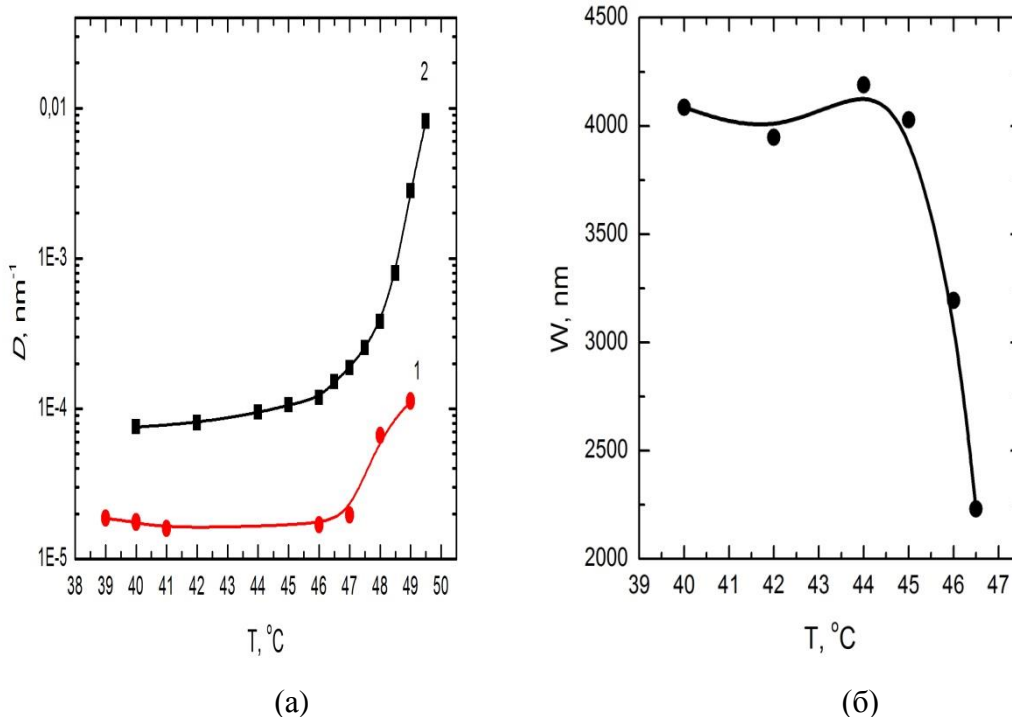 2
0,01
1E-3
1
1E-4
1E-5
D, nm⁻¹
38 39 40 41 42 43 44 45 46 47 48 49 50
T, °C
(а)
4500
4000
3500
3000
2500
2000
W, nm
39 40 41 42 43 44 45 46 47
T, °C
(б)